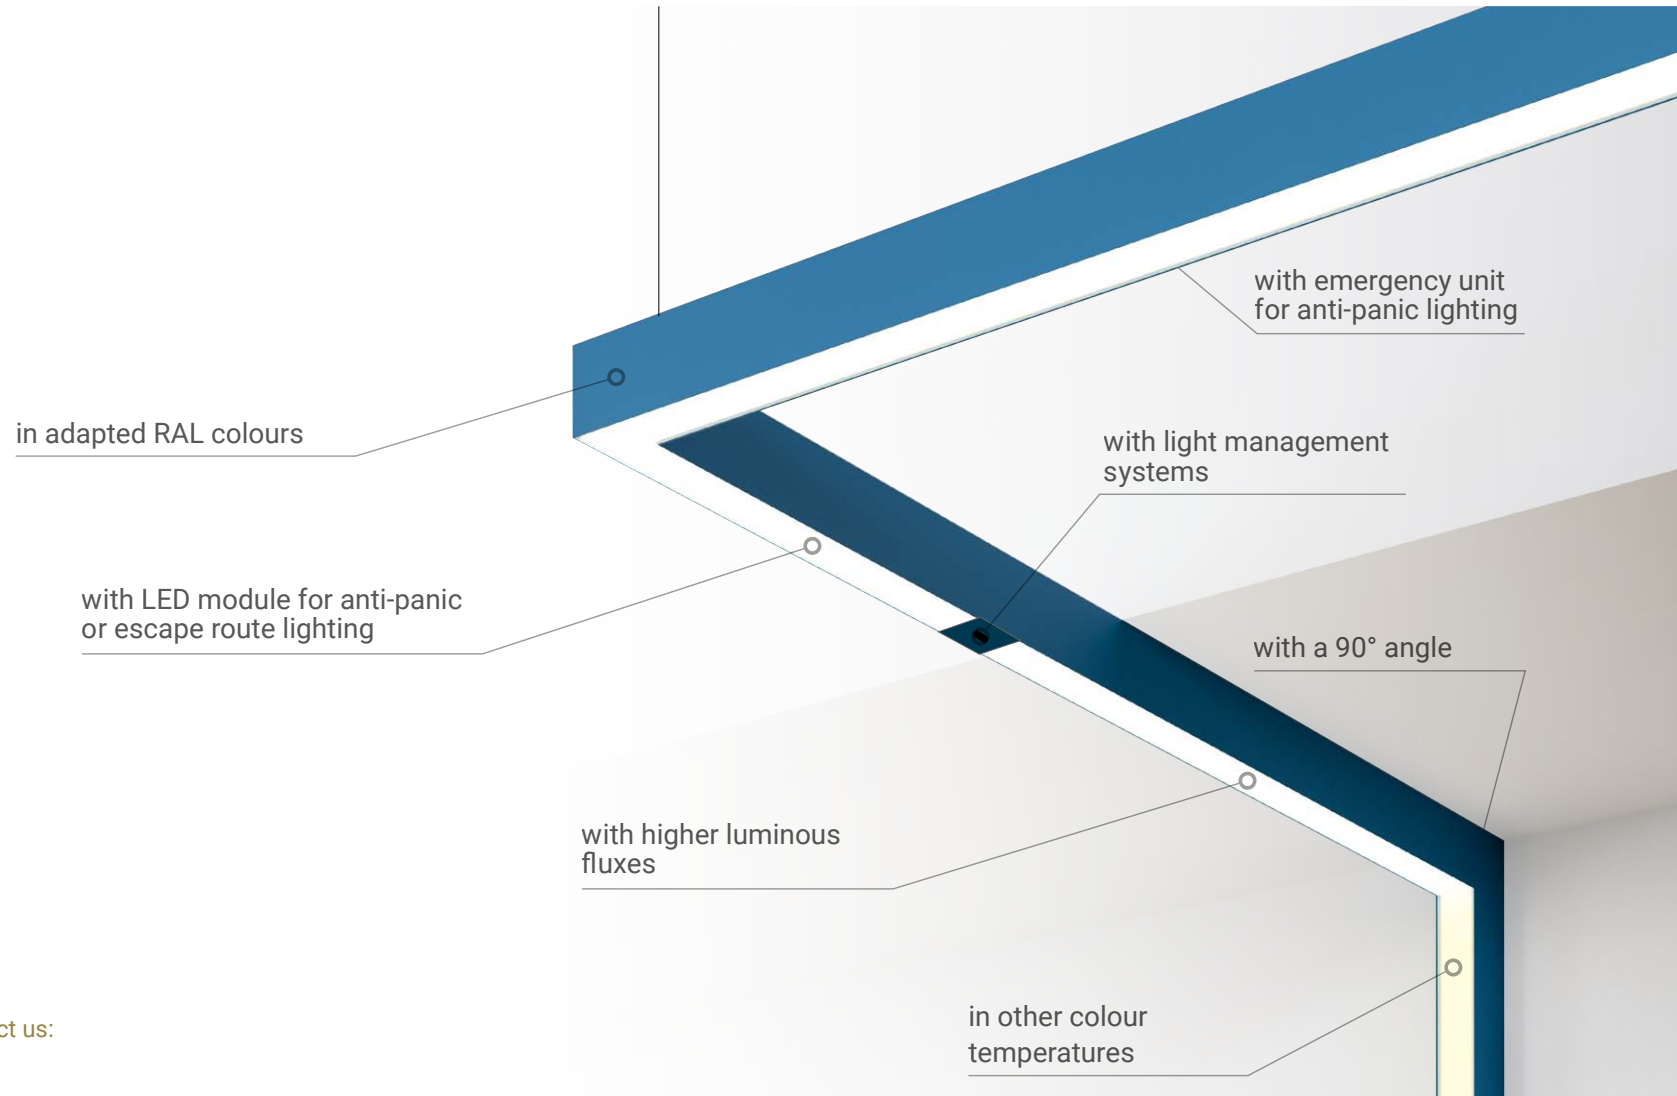 with emergency unit
for anti-panic lighting
in adapted RAL colours
with light management
systems
with LED module for anti-panic
or escape route lighting
with a 90° angle
with higher luminous
fluxes
in other colour
temperatures
ct us: